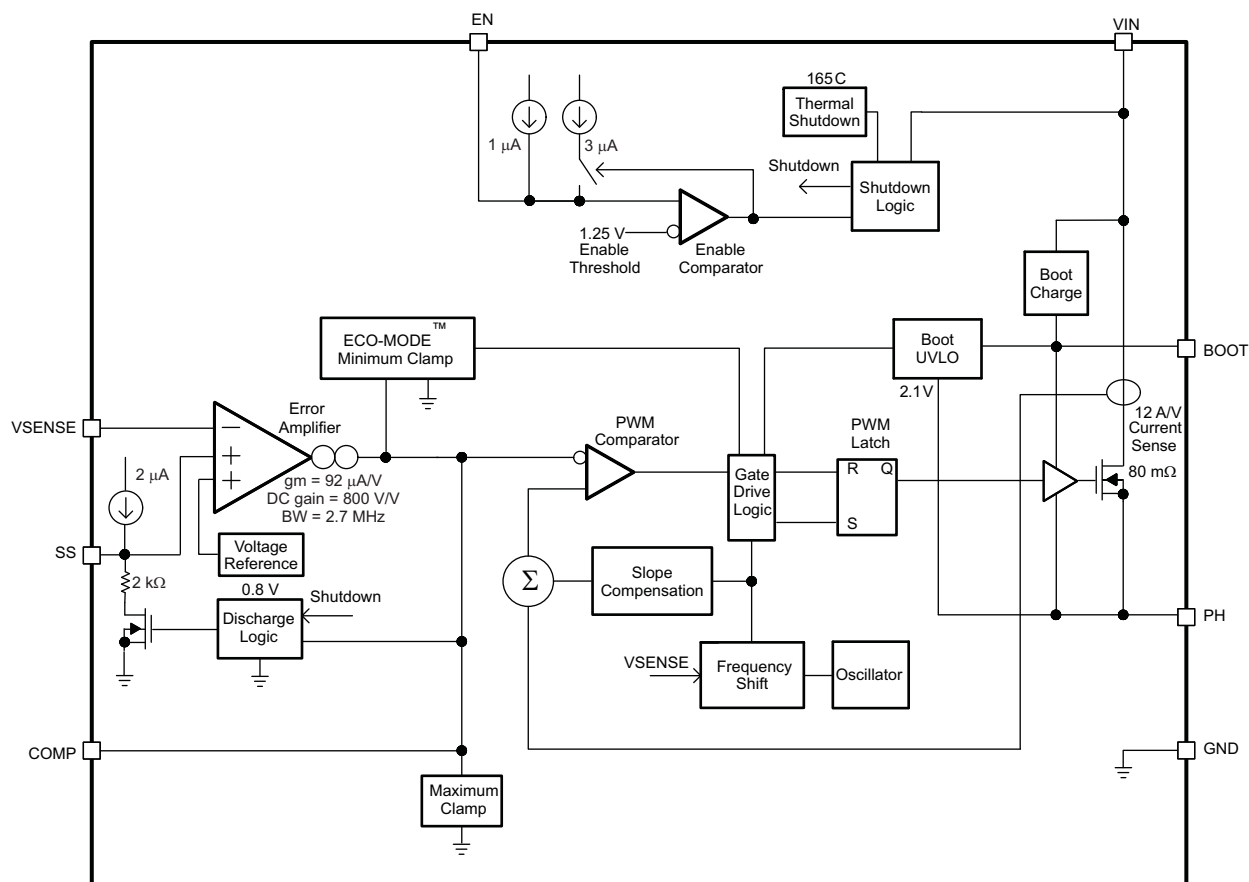 EN
VIN
165C
Thermal
Shutdown
1 μA
3 μA
Shutdown
Shutdown
Logic
1.25 V
Enable
Threshold
Enable
Comparator
Boot
Charge
ECO-MODE™
Minimum Clamp
Boot
UVLO
BOOT
2.1V
VSENSE
Error
Amplifier
PWM
Comparator
PWM
Latch
12 A/V
Current
Sense
80 mΩ
−
+
+
gm = 92 μA/V
DC gain = 800 V/V
BW = 2.7 MHz
2 μA
Gate
Drive
Logic
R Q
S
SS
Voltage
Reference
2 kΩ
0.8 V
Shutdown
Discharge
Logic
Σ
Slope
Compensation
PH
VSENSE
Frequency
Shift
Oscillator
COMP
GND
Maximum
Clamp